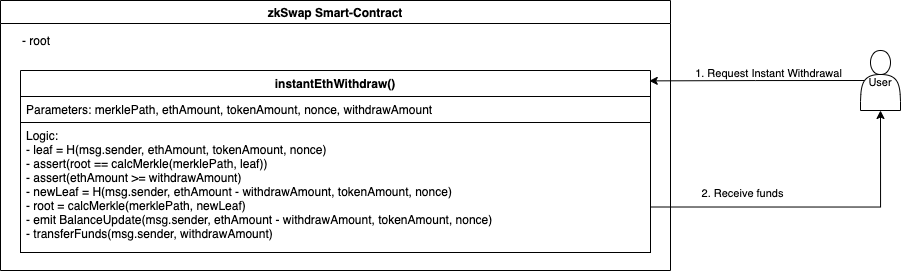 zkSwap Smart-Contract
- root
instantEthWithdraw()
Parameters: merklePath, ethAmount, tokenAmount, nonce, withdrawAmount
Logic:
- leaf = H(msg.sender, ethAmount, tokenAmount, nonce)
- assert(root == calcMerkle(merklePath, leaf))
- assert(ethAmount >= withdrawAmount)
- newLeaf = H(msg.sender, ethAmount - withdrawAmount, tokenAmount, nonce)
- root = calcMerkle(merklePath, newLeaf)
- emit BalanceUpdate(msg.sender, ethAmount - withdrawAmount, tokenAmount, nonce)
- transferFunds(msg.sender, withdrawAmount)
1. Request Instant Withdrawal
User
2. Receive funds